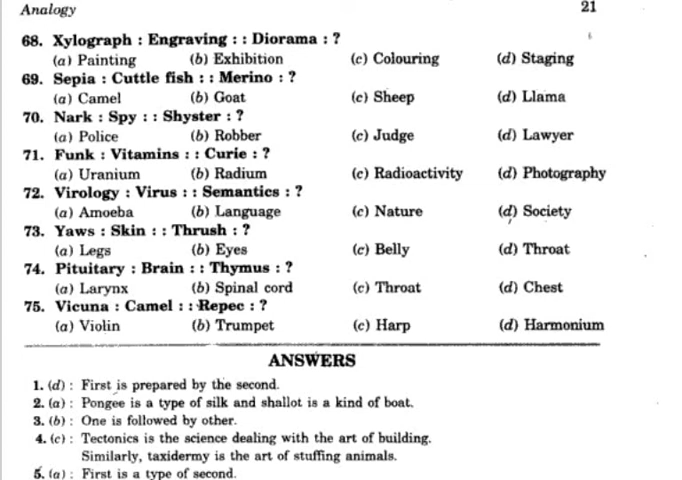 Analogy 21
68. Xylograph : Engraving : : Diorama : ?
(a) Painting (b) Exhibition (c) Colouring (d) Staging
69. Sepia : Cuttle fish : : Merino : ?
(a) Camel (b) Goat (c) Sheep (d) Llama
70. Nark : Spy : : Shyster : ?
(a) Police (b) Robber (c) Judge (d) Lawyer
71. Funk : Vitamins : : Curie : ?
(a) Uranium (b) Radium (c) Radioactivity (d) Photography
72. Virology : Virus : : Semantics : ?
(a) Amoeba (b) Language (c) Nature (d) Society
73. Yaws : Skin : : Thrush : ?
(a) Legs (b) Eyes (c) Belly (d) Throat
74. Pituitary : Brain : : Thymus : ?
(a) Larynx (b) Spinal cord (c) Throat (d) Chest
75. Vicuna : Camel : : Repec : ?
(a) Violin (b) Trumpet (c) Harp (d) Harmonium
ANSWERS
1. (d) : First is prepared by the second.
2. (a) : Pongee is a type of silk and shallot is a kind of boat.
3. (b) : One is followed by other.
4. (c) : Tectonics is the science dealing with the art of building.
Similarly, taxidermy is the art of stuffing animals.
5. (a) : First is a type of second.